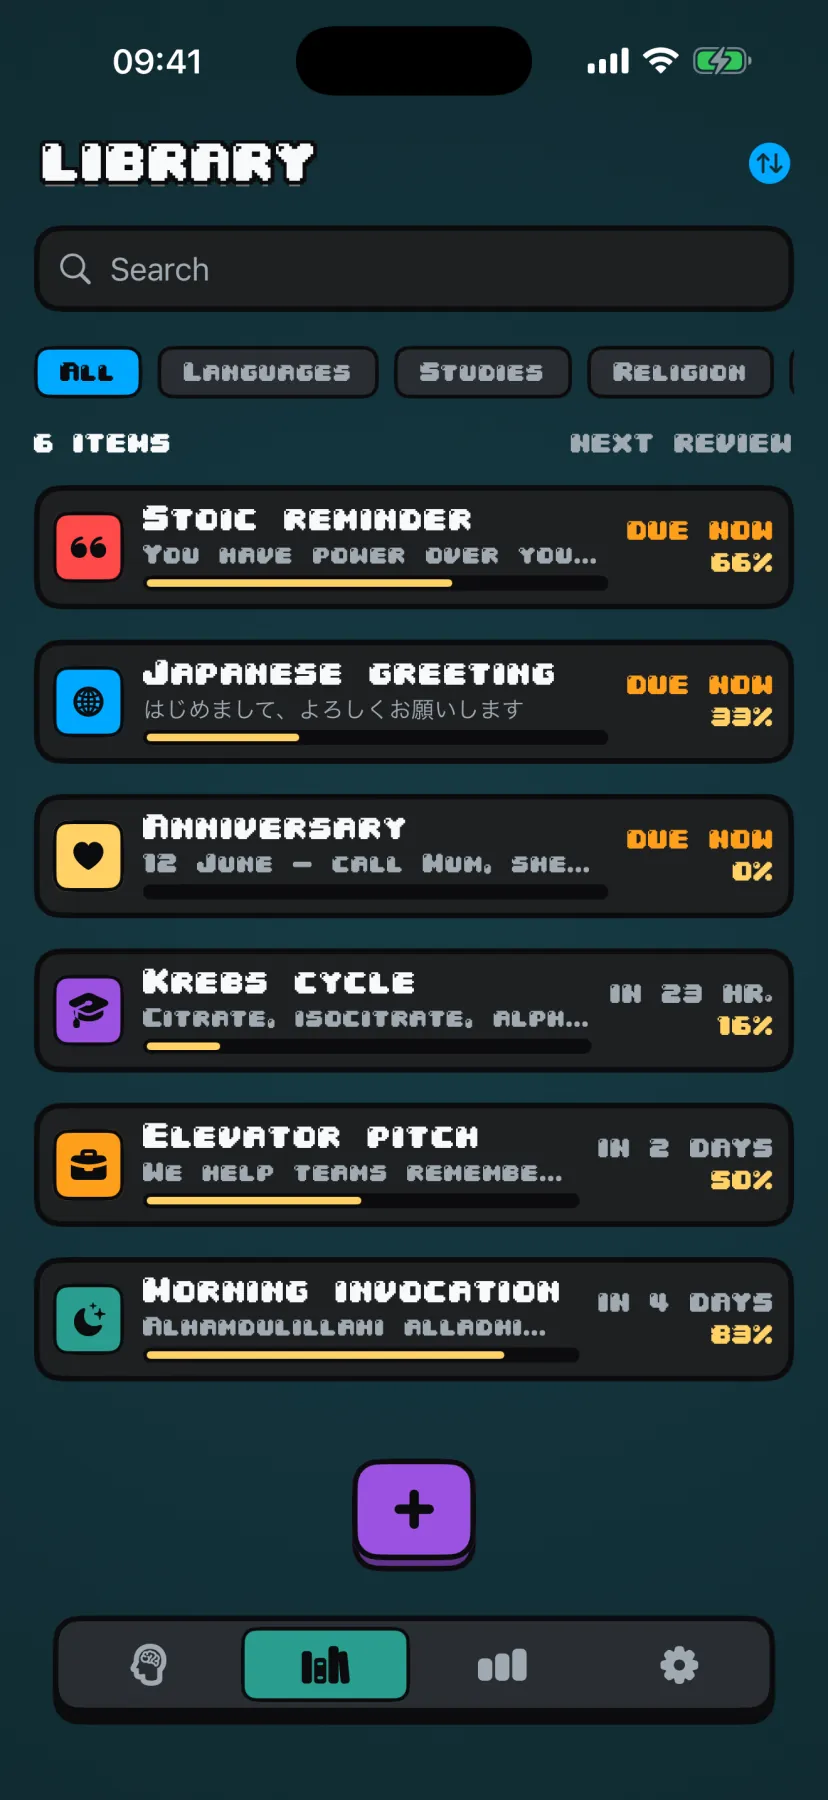 09:41
LIBRARY
Search
All Languages Studies Religion
6 items Next review
Stoic reminder Due now
You have power over you... 66%
Japanese greeting Due now
はじめまして、よろしくお願いします 33%
Anniversary Due now
12 June – call Mum, she... 0%
Krebs cycle in 23 hr.
Citrate, isocitrate, alph... 16%
Elevator pitch in 2 days
We help teams remembe... 50%
Morning invocation in 4 days
Alhamdulillahi alladhi... 83%